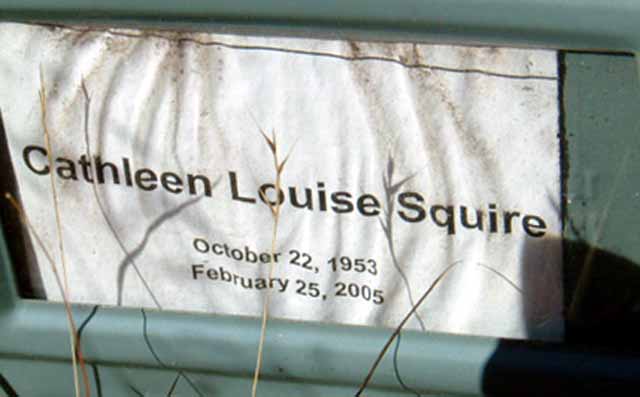 Cathleen Louise Squire
October 22, 1953
February 25, 2005